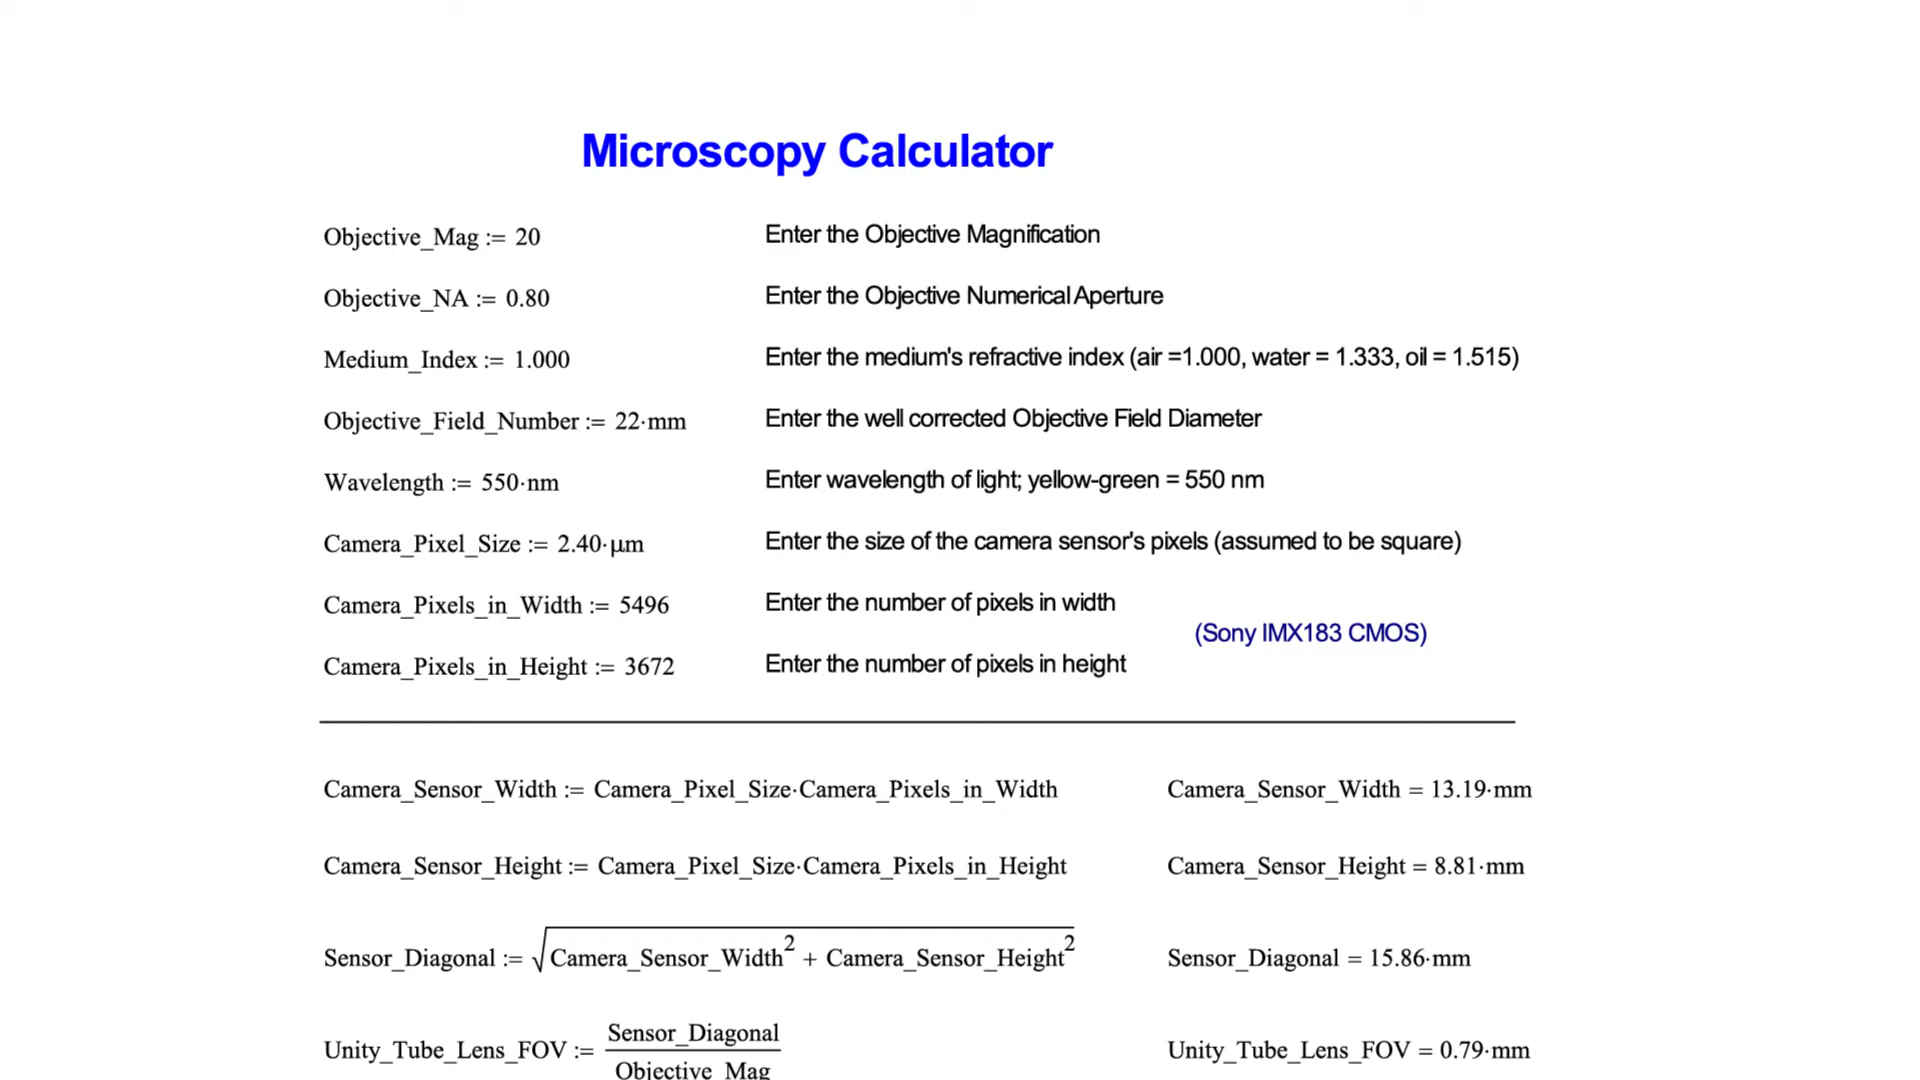 Microscopy Calculator
Objective_Mag := 20 Enter the Objective Magnification
Objective_NA := 0.80 Enter the Objective Numerical Aperture
Medium_Index := 1.000 Enter the medium's refractive index (air =1.000, water = 1.333, oil = 1.515)
Objective_Field_Number := 22·mm Enter the well corrected Objective Field Diameter
Wavelength := 550·nm Enter wavelength of light; yellow-green = 550 nm
Camera_Pixel_Size := 2.40·μm Enter the size of the camera sensor's pixels (assumed to be square)
Camera_Pixels_in_Width := 5496 Enter the number of pixels in width
(Sony IMX183 CMOS)
Camera_Pixels_in_Height := 3672 Enter the number of pixels in height
Camera_Sensor_Width := Camera_Pixel_Size·Camera_Pixels_in_Width Camera_Sensor_Width = 13.19·mm
Camera_Sensor_Height := Camera_Pixel_Size·Camera_Pixels_in_Height Camera_Sensor_Height = 8.81·mm
Sensor_Diagonal := √(Camera_Sensor_Width² + Camera_Sensor_Height²) Sensor_Diagonal = 15.86·mm
Unity_Tube_Lens_FOV := Sensor_Diagonal / Objective_Mag Unity_Tube_Lens_FOV = 0.79·mm